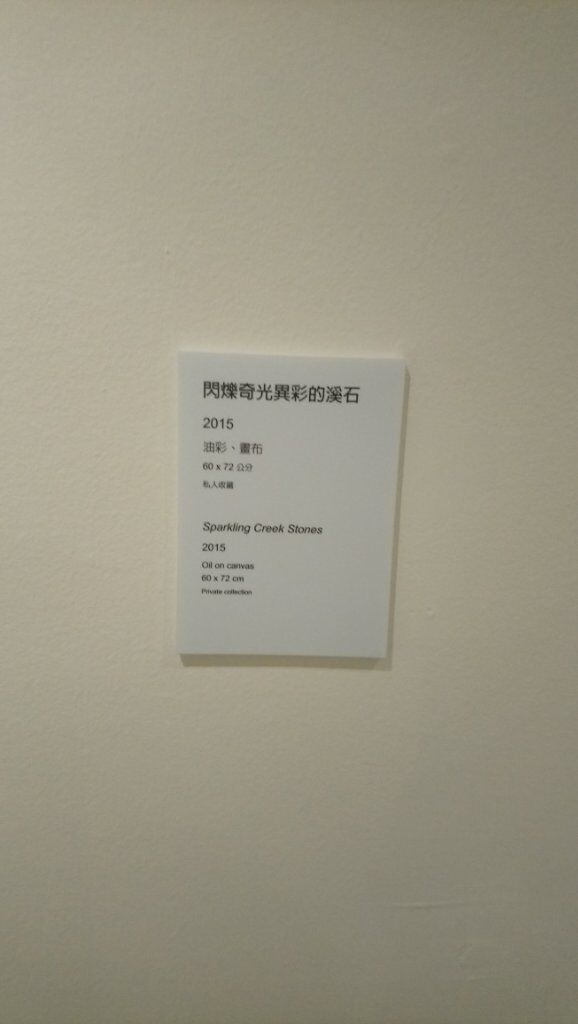 閃爍奇光異彩的溪石
2015
油彩、畫布
60 x 72 公分
私人收藏
Sparkling Creek Stones
2015
Oil on canvas
60 x 72 cm
Private collection